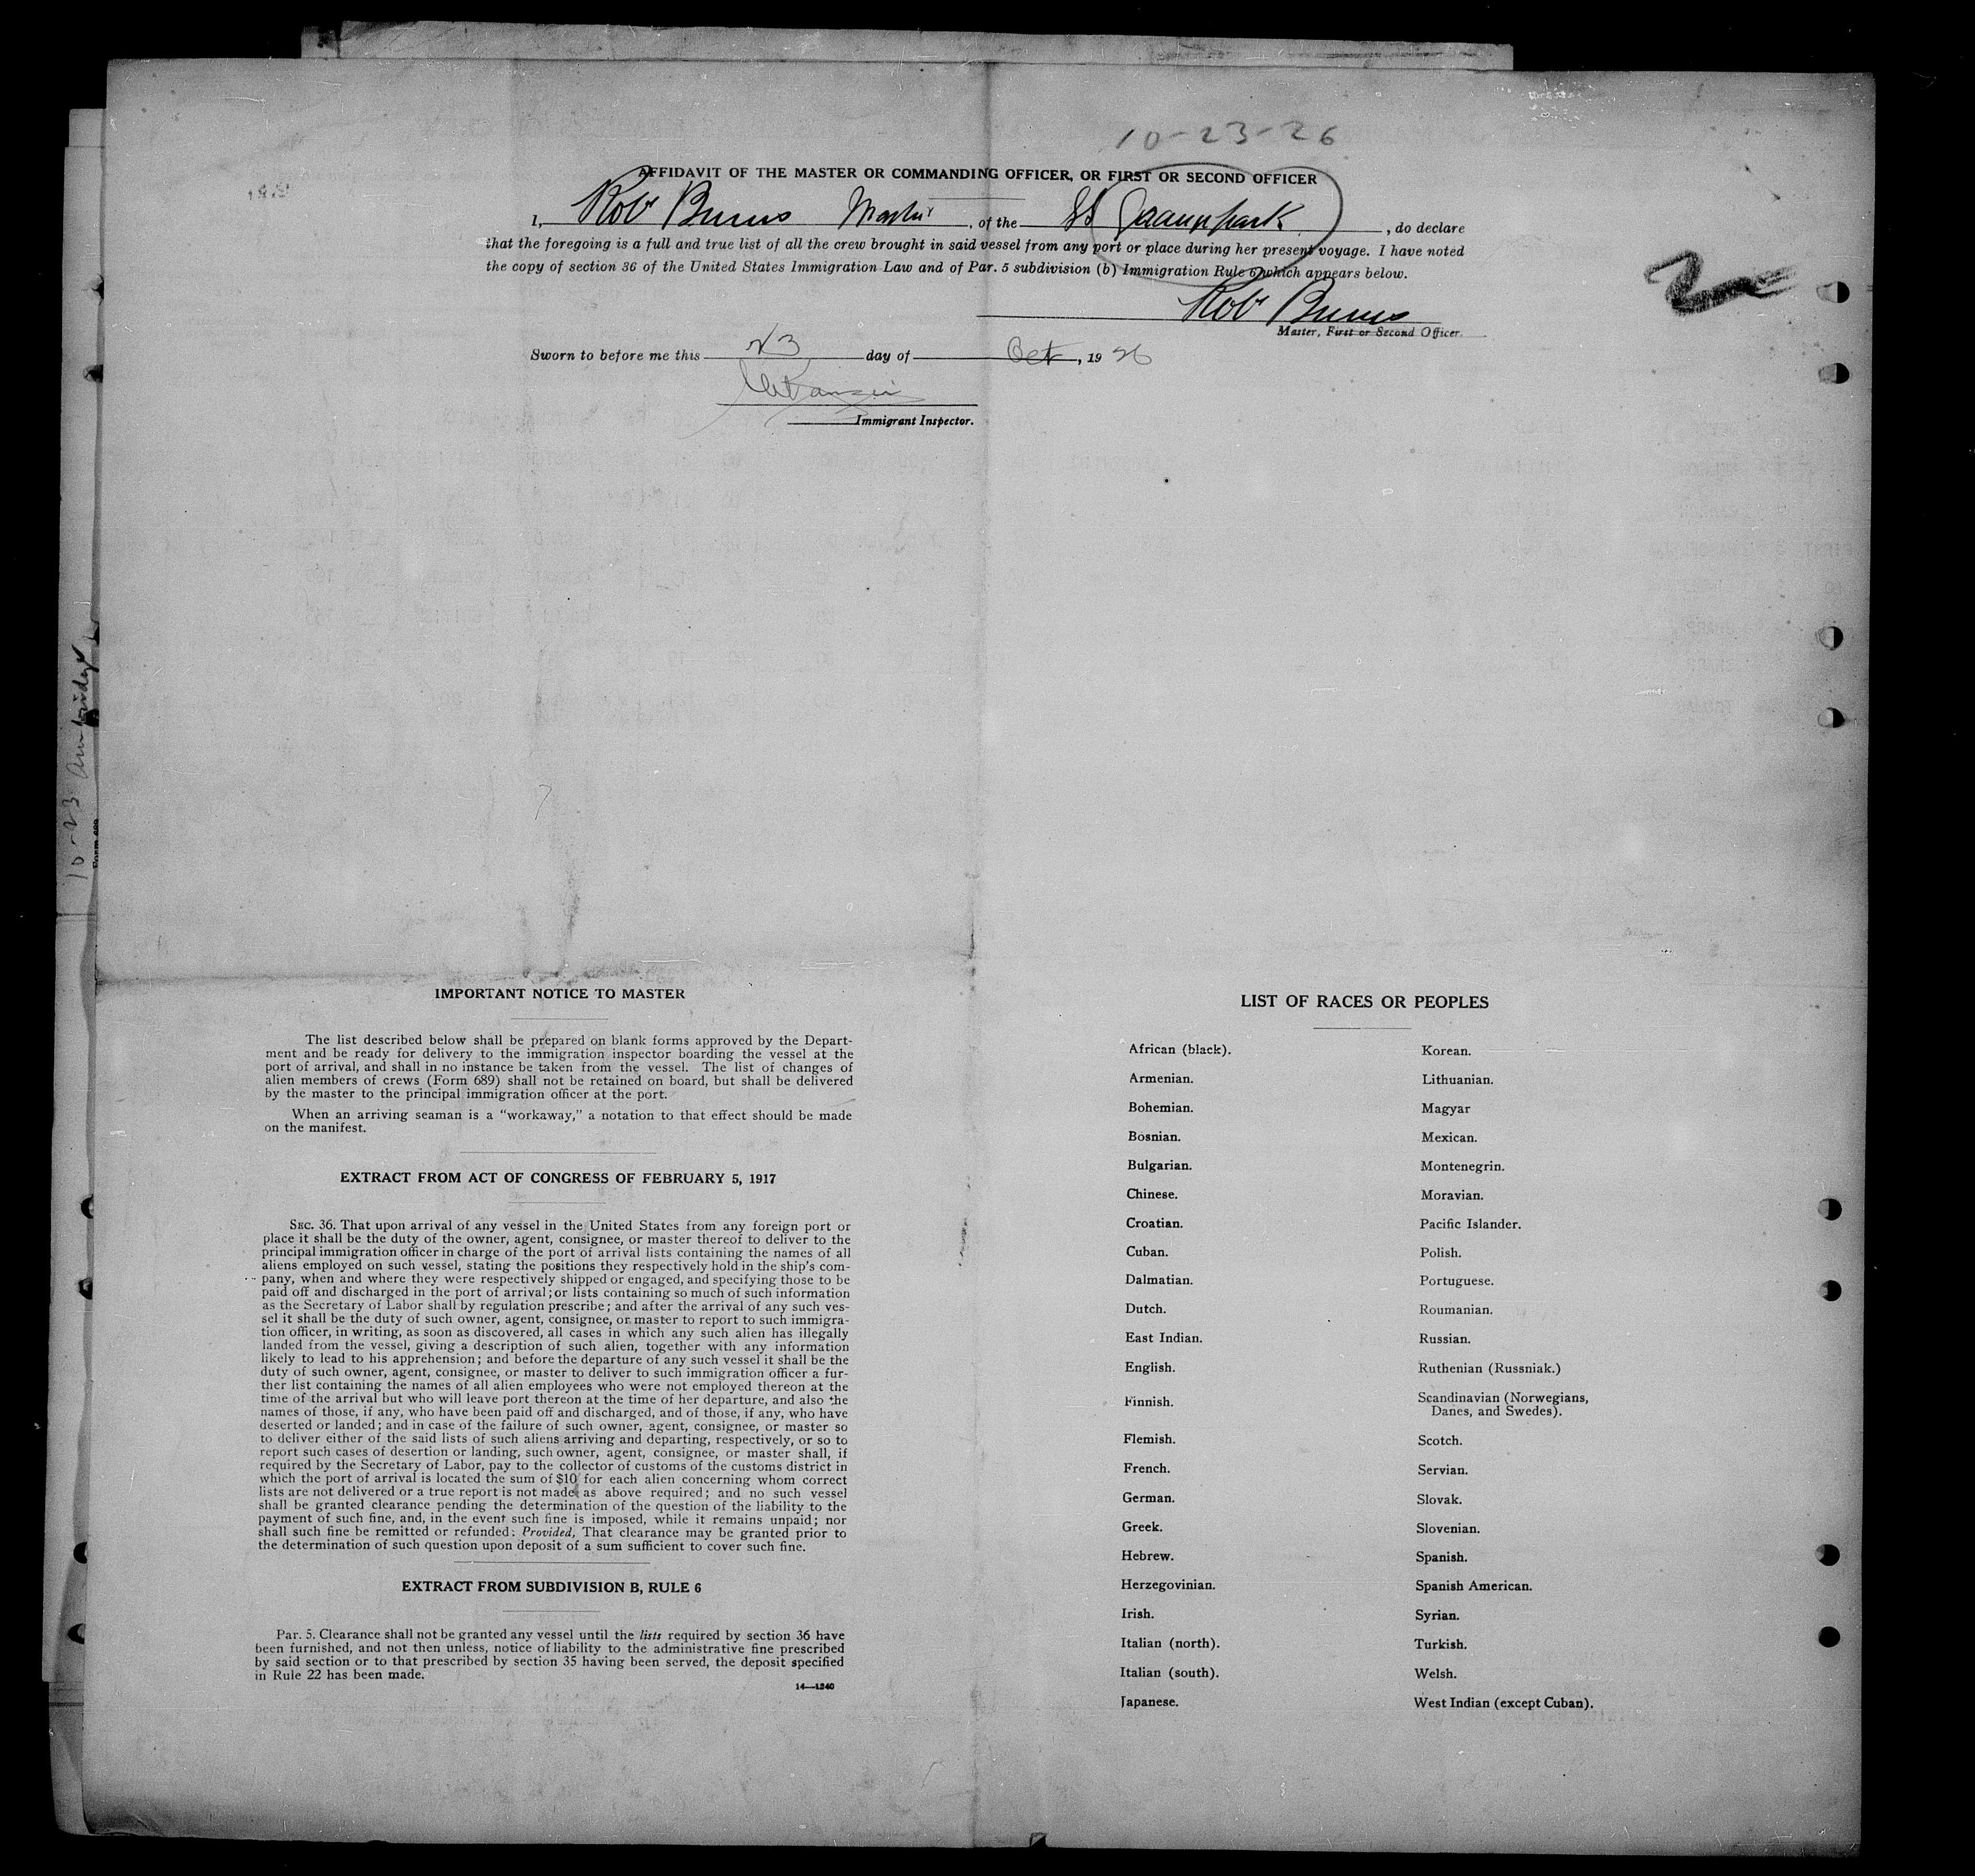 10-23-26
AFFIDAVIT OF THE MASTER OR COMMANDING OFFICER, OR FIRST OR SECOND OFFICER
I, Robt Burns Master, of the SS, do declare
that the foregoing is a full and true list of all the crew brought in said vessel from any port or place during her present voyage. I have noted
the copy of section 36 of the United States Immigration Law and of Par. 5 subdivision (b) Immigration Rule 6, which appears below.
Robt Burns
Master, First or Second Officer.
Sworn to before me this 23 day of Oct, 1926
Immigrant Inspector.
10-23
IMPORTANT NOTICE TO MASTER
The list described below shall be prepared on blank forms approved by the Depart-
ment and be ready for delivery to the immigration inspector boarding the vessel at the
port of arrival, and shall in no instance be taken from the vessel. The list of changes of
alien members of crews (Form 689) shall not be retained on board, but shall be delivered
by the master to the principal immigration officer at the port.
When an arriving seaman is a "workaway," a notation to that effect should be made
on the manifest.
EXTRACT FROM ACT OF CONGRESS OF FEBRUARY 5, 1917
SEC. 36. That upon arrival of any vessel in the United States from any foreign port or
place it shall be the duty of the owner, agent, consignee, or master thereof to deliver to the
principal immigration officer in charge of the port of arrival lists containing the names of all
aliens employed on such vessel, stating the positions they respectively hold in the ship's com-
pany, when and where they were respectively shipped or engaged, and specifying those to be
paid off and discharged in the port of arrival; or lists containing so much of such information
as the Secretary of Labor shall by regulation prescribe; and after the arrival of any such ves-
sel it shall be the duty of such owner, agent, consignee, or master to report to such immigra-
tion officer, in writing, as soon as discovered, all cases in which any such alien has illegally
landed from the vessel, giving a description of such alien, together with any information
likely to lead to his apprehension; and before the departure of any such vessel it shall be the
duty of such owner, agent, consignee, or master to deliver to such immigration officer a fur-
ther list containing the names of all alien employees who were not employed thereon at the
time of the arrival but who will leave port thereon at the time of her departure, and also the
names of those, if any, who have been paid off and discharged, and of those, if any, who have
deserted or landed; and in case of the failure of such owner, agent, consignee, or master so
to deliver either of the said lists of such aliens arriving and departing, respectively, or so to
report such cases of desertion or landing, such owner, agent, consignee, or master shall, if
required by the Secretary of Labor, pay to the collector of customs of the customs district in
which the port of arrival is located the sum of $10 for each alien concerning whom correct
lists are not delivered or a true report is not made as above required; and no such vessel
shall be granted clearance pending the determination of the question of the liability to the
payment of such fine, and, in the event such fine is imposed, while it remains unpaid; nor
shall such fine be remitted or refunded: Provided, That clearance may be granted prior to
the determination of such question upon deposit of a sum sufficient to cover such fine.
EXTRACT FROM SUBDIVISION B, RULE 6
Par. 5. Clearance shall not be granted any vessel until the lists required by section 36 have
been furnished, and not then unless, notice of liability to the administrative fine prescribed
by said section or to that prescribed by section 35 having been served, the deposit specified
in Rule 22 has been made.
14—1240
LIST OF RACES OR PEOPLES
African (black).
Armenian.
Bohemian.
Bosnian.
Bulgarian.
Chinese.
Croatian.
Cuban.
Dalmatian.
Dutch.
East Indian.
English.
Finnish.
Flemish.
French.
German.
Greek.
Hebrew.
Herzegovinian.
Irish.
Italian (north).
Italian (south).
Japanese.
Korean.
Lithuanian.
Magyar
Mexican.
Montenegrin.
Moravian.
Pacific Islander.
Polish.
Portuguese.
Roumanian.
Russian.
Ruthenian (Russniak.)
Scandinavian (Norwegians,
Danes, and Swedes).
Scotch.
Servian.
Slovak.
Slovenian.
Spanish.
Spanish American.
Syrian.
Turkish.
Welsh.
West Indian (except Cuban).